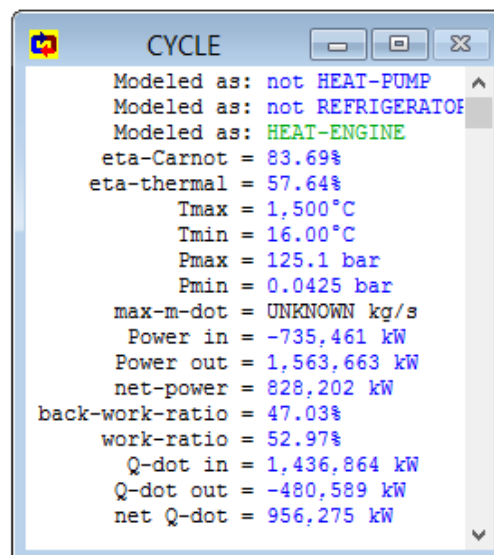 CYCLE
Modeled as: not HEAT-PUMP
Modeled as: not REFRIGERATOR
Modeled as: HEAT-ENGINE
eta-Carnot = 83.69%
eta-thermal = 57.64%
Tmax = 1,500°C
Tmin = 16.00°C
Pmax = 125.1 bar
Pmin = 0.0425 bar
max-m-dot = UNKNOWN kg/s
Power in = -735,461 kW
Power out = 1,563,663 kW
net-power = 828,202 kW
back-work-ratio = 47.03%
work-ratio = 52.97%
Q-dot in = 1,436,864 kW
Q-dot out = -480,589 kW
net Q-dot = 956,275 kW